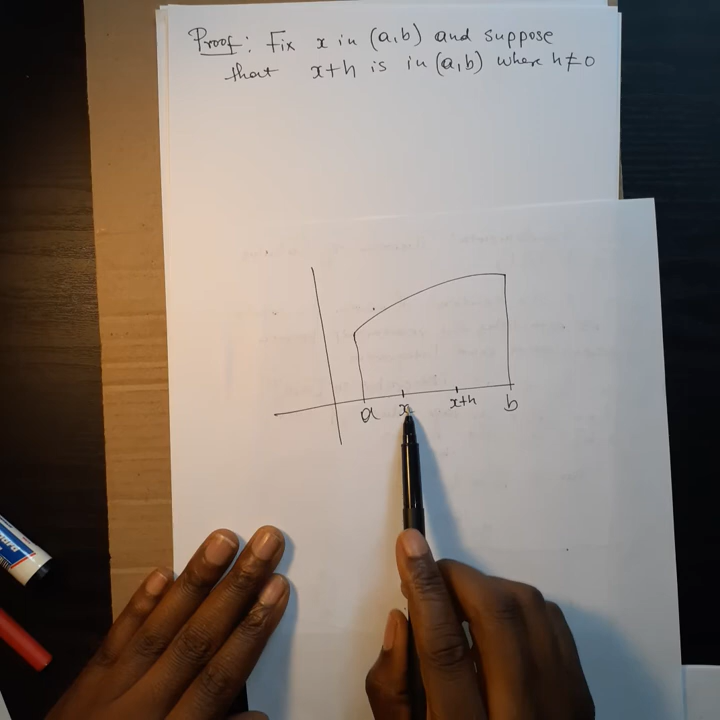 Proof: Fix x in (a,b) and suppose
that x+h is in (a,b) where h≠0
a x x+h b